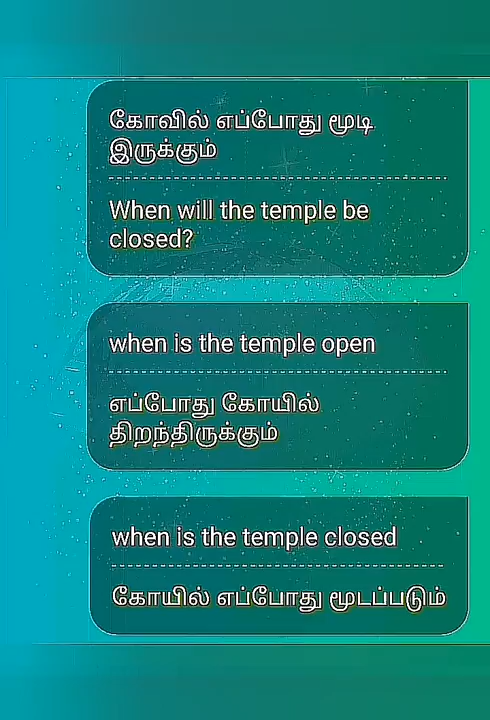 கோவில் எப்போது மூடி
இருக்கும்
When will the temple be
closed?
when is the temple open
எப்போது கோயில்
திறந்திருக்கும்
when is the temple closed
கோயில் எப்போது மூடப்படும்